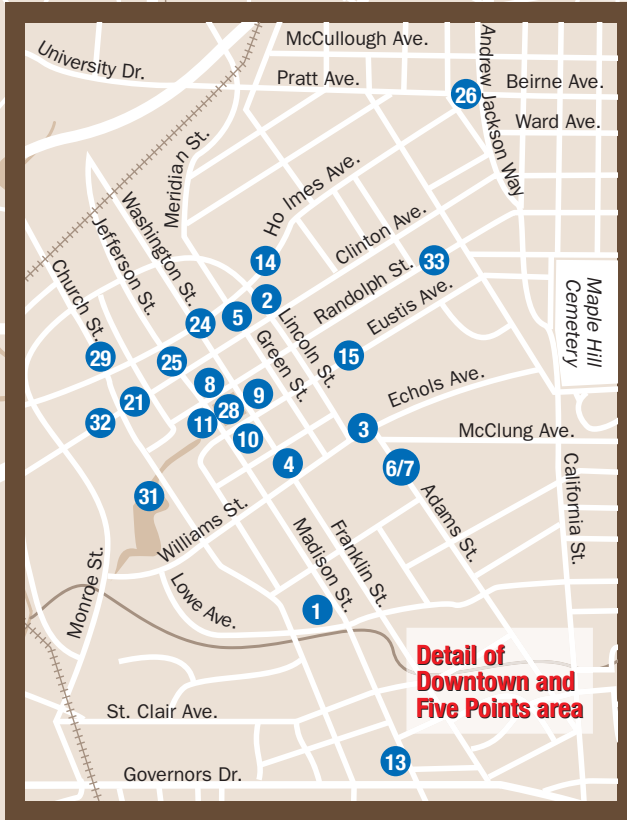 McCullough Ave.
University Dr.
Pratt Ave.
Andrew Jackson Way
Beirne Ave.
26
Ward Ave.
Meridian St.
Washington St.
Jefferson St.
Ho lmes Ave.
Clinton Ave.
Church St.
14
33
Randolph St.
Maple Hill
Cemetery
2
5
24
Lincoln St.
Eustis Ave.
Green St.
29
25
15
8
9
Echols Ave.
21
28
32
11
10
3
McClung Ave.
4
6/7
31
California St.
Williams St.
Adams St.
Madison St.
Franklin St.
Monroe St.
Lowe Ave.
1
Detail of
Downtown and
Five Points area
St. Clair Ave.
13
Governors Dr.